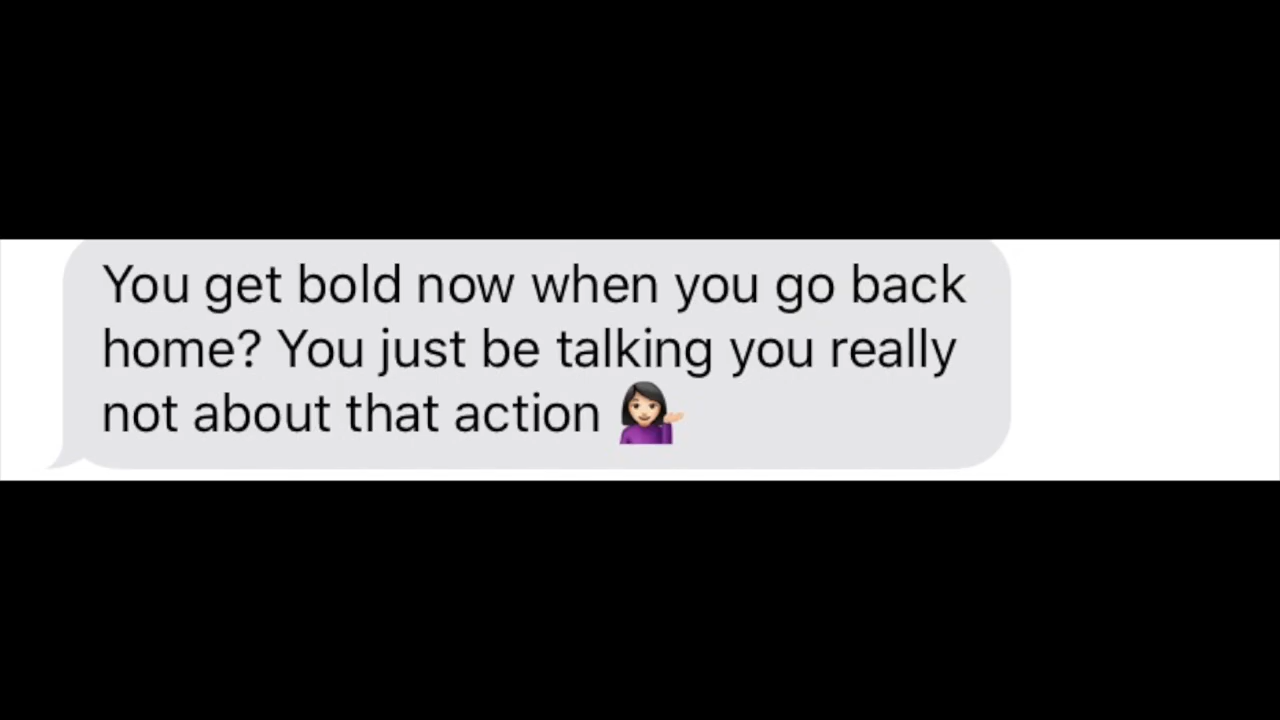 You get bold now when you go back
home? You just be talking you really
not about that action 💁🏻‍♀️